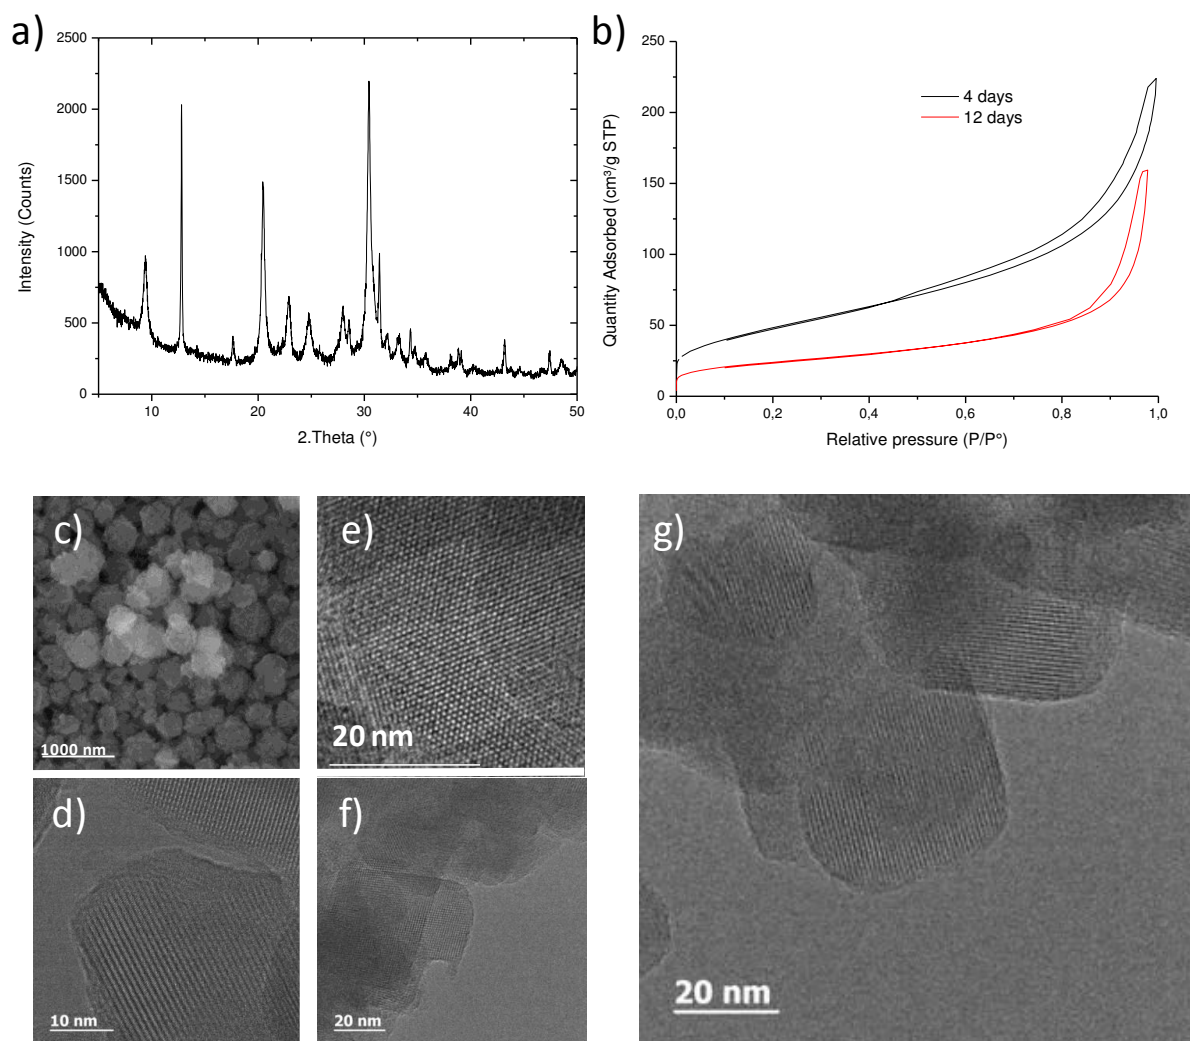 a)
2500
2000
1500
1000
500
0
Intensity (Counts)
10
20
30
40
50
2.Theta (°)
b)
250
200
150
100
50
0
Quantity Adsorbed (cm³/g STP)
4 days
12 days
0,0
0,2
0,4
0,6
0,8
1,0
Relative pressure (P/P°)
c)
1000 nm
e)
20 nm
d)
10 nm
f)
20 nm
g)
20 nm